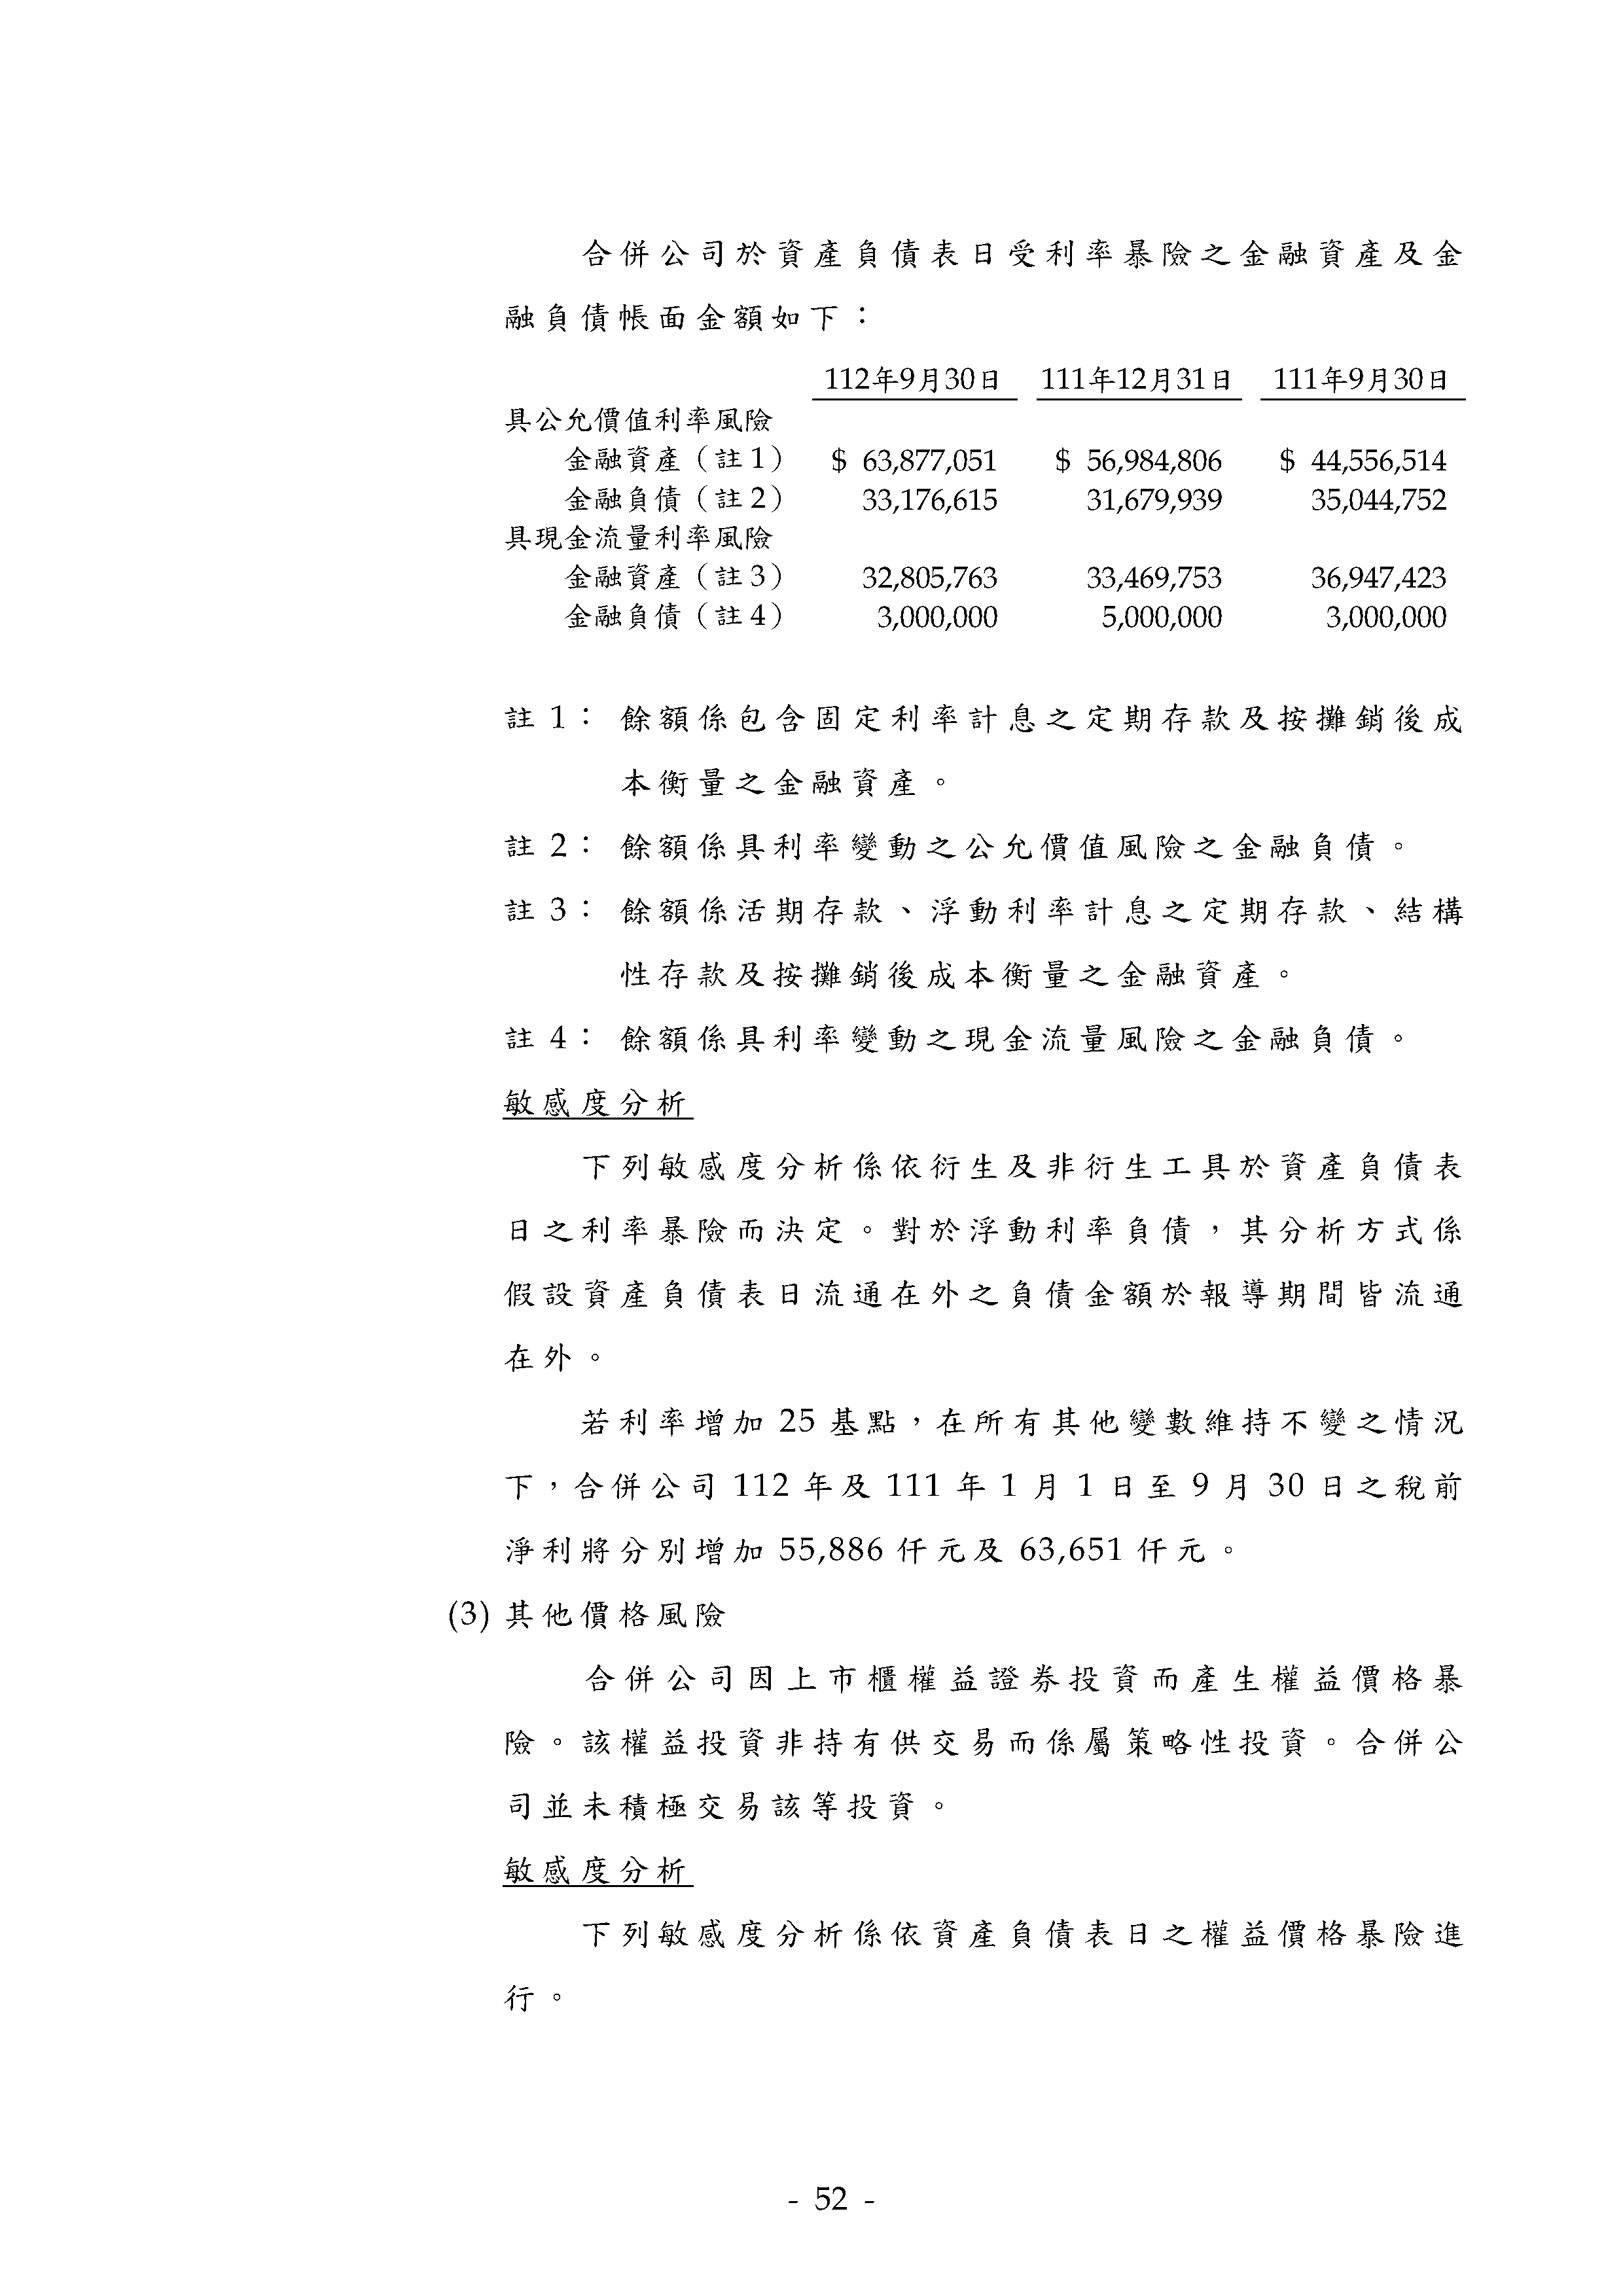 合併公司於資產負債表日受利率暴險之金融資產及金
融負債帳面金額如下：
112年9月30日 111年12月31日 111年9月30日
具公允價值利率風險
金融資產（註1） $ 63,877,051 $ 56,984,806 $ 44,556,514
金融負債（註2） 33,176,615 31,679,939 35,044,752
具現金流量利率風險
金融資產（註3） 32,805,763 33,469,753 36,947,423
金融負債（註4） 3,000,000 5,000,000 3,000,000
註 1： 餘額係包含固定利率計息之定期存款及按攤銷後成
本衡量之金融資產。
註 2： 餘額係具利率變動之公允價值風險之金融負債。
註 3： 餘額係活期存款、浮動利率計息之定期存款、結構
性存款及按攤銷後成本衡量之金融資產。
註 4： 餘額係具利率變動之現金流量風險之金融負債。
敏感度分析
下列敏感度分析係依衍生及非衍生工具於資產負債表
日之利率暴險而決定。對於浮動利率負債，其分析方式係
假設資產負債表日流通在外之負債金額於報導期間皆流通
在外。
若利率增加 25 基點，在所有其他變數維持不變之情況
下，合併公司 112 年及 111 年 1 月 1 日至 9 月 30 日之稅前
淨利將分別增加 55,886 仟元及 63,651 仟元。
(3) 其他價格風險
合併公司因上市櫃權益證券投資而產生權益價格暴
險。該權益投資非持有供交易而係屬策略性投資。合併公
司並未積極交易該等投資。
敏感度分析
下列敏感度分析係依資產負債表日之權益價格暴險進
行。
- 52 -